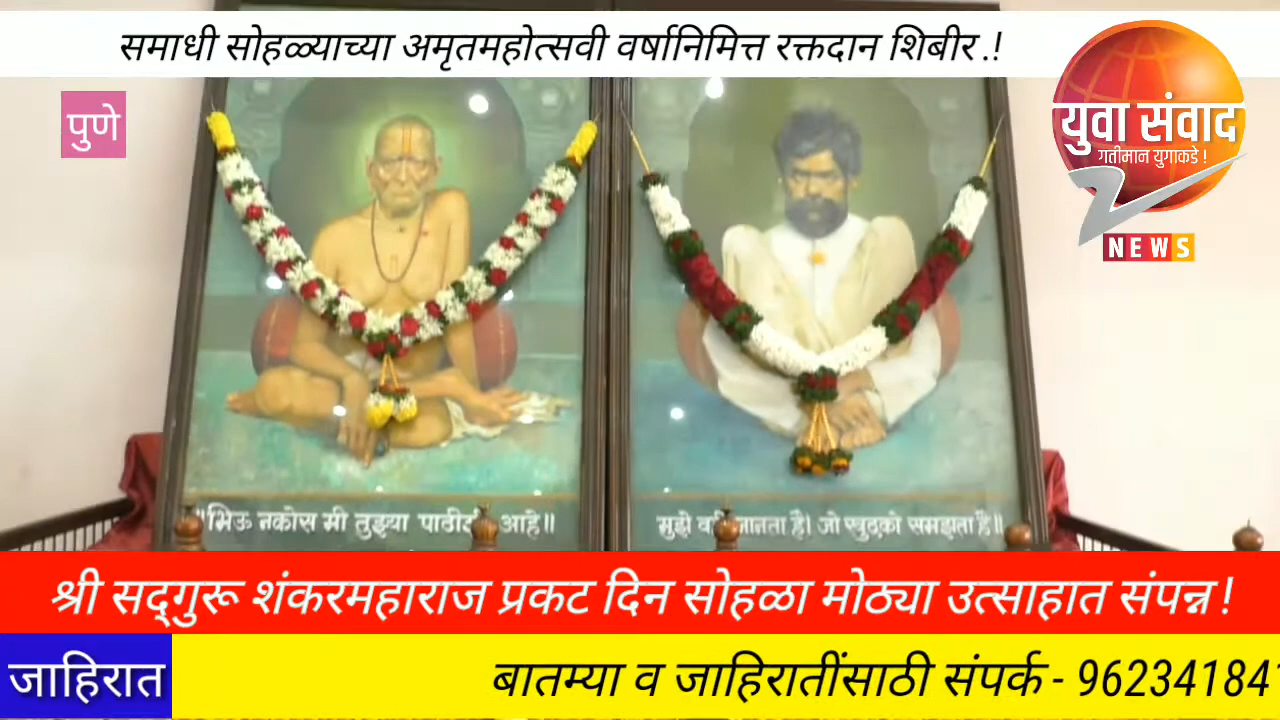 समाधी सोहळ्याच्या अमृतमहोत्सवी वर्षानिमित्त रक्तदान शिबीर .!
पुणे
युवा संवाद
गतीमान युगाकडे !
NEWS
॥भिऊ नकोस मी तुझ्या आहे॥
मुझे जानता है। जो खुदको समझता है॥
श्री सद्‌गुरू शंकरमहाराज प्रकट दिन सोहळा मोठ्या उत्साहात संपन्न !
जाहिरात
बातम्या व जाहिरातींसाठी संपर्क - 96234184